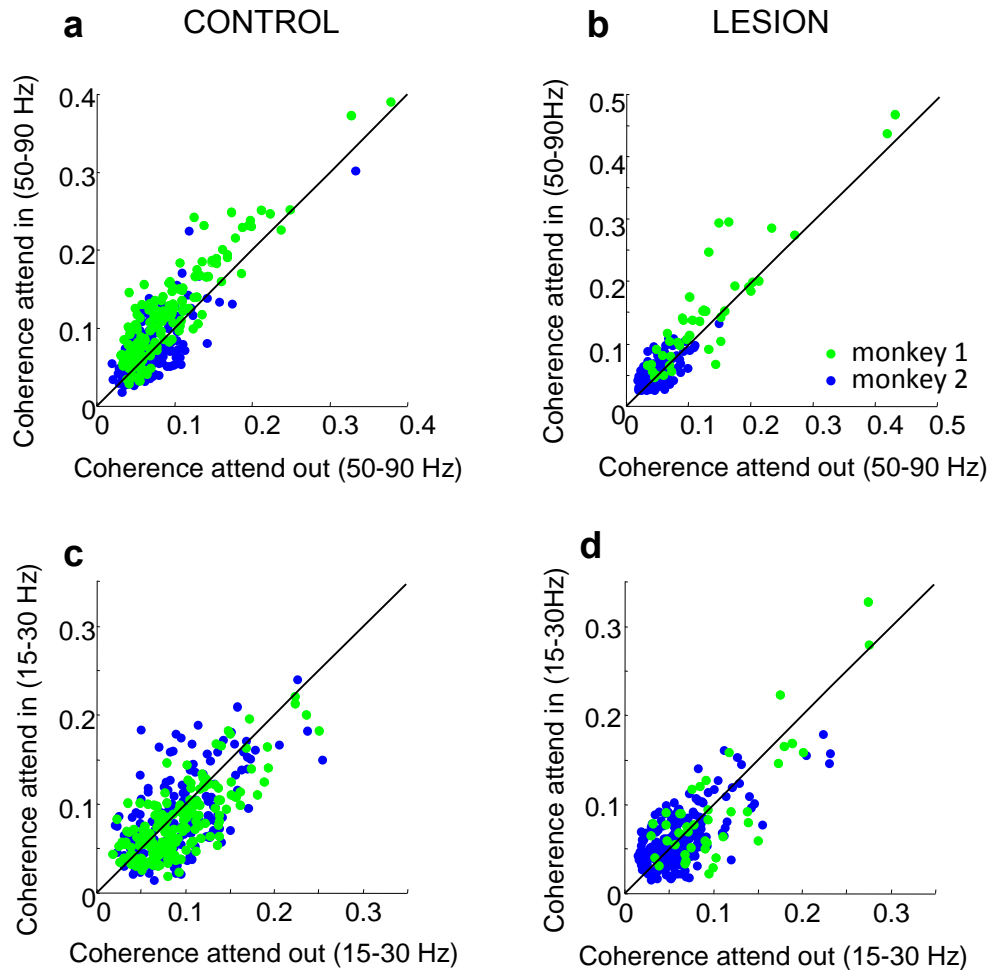 a CONTROL
b LESION
Coherence attend in (50-90 Hz)
0.4
0.3
0.2
0.1
0
0.1 0.2 0.3 0.4
Coherence attend out (50-90 Hz)
Coherence attend in (50-90Hz)
0.5
0.4
0.3
0.2
0.1
0
0.1 0.2 0.3 0.4 0.5
monkey 1
monkey 2
Coherence attend out (50-90 Hz)
c
Coherence attend in (15-30 Hz)
0.3
0.2
0.1
0
0 0.1 0.2 0.3
Coherence attend out (15-30 Hz)
d
Coherence attend in (15-30Hz)
0.3
0.2
0.1
0
0 0.1 0.2 0.3
Coherence attend out (15-30 Hz)